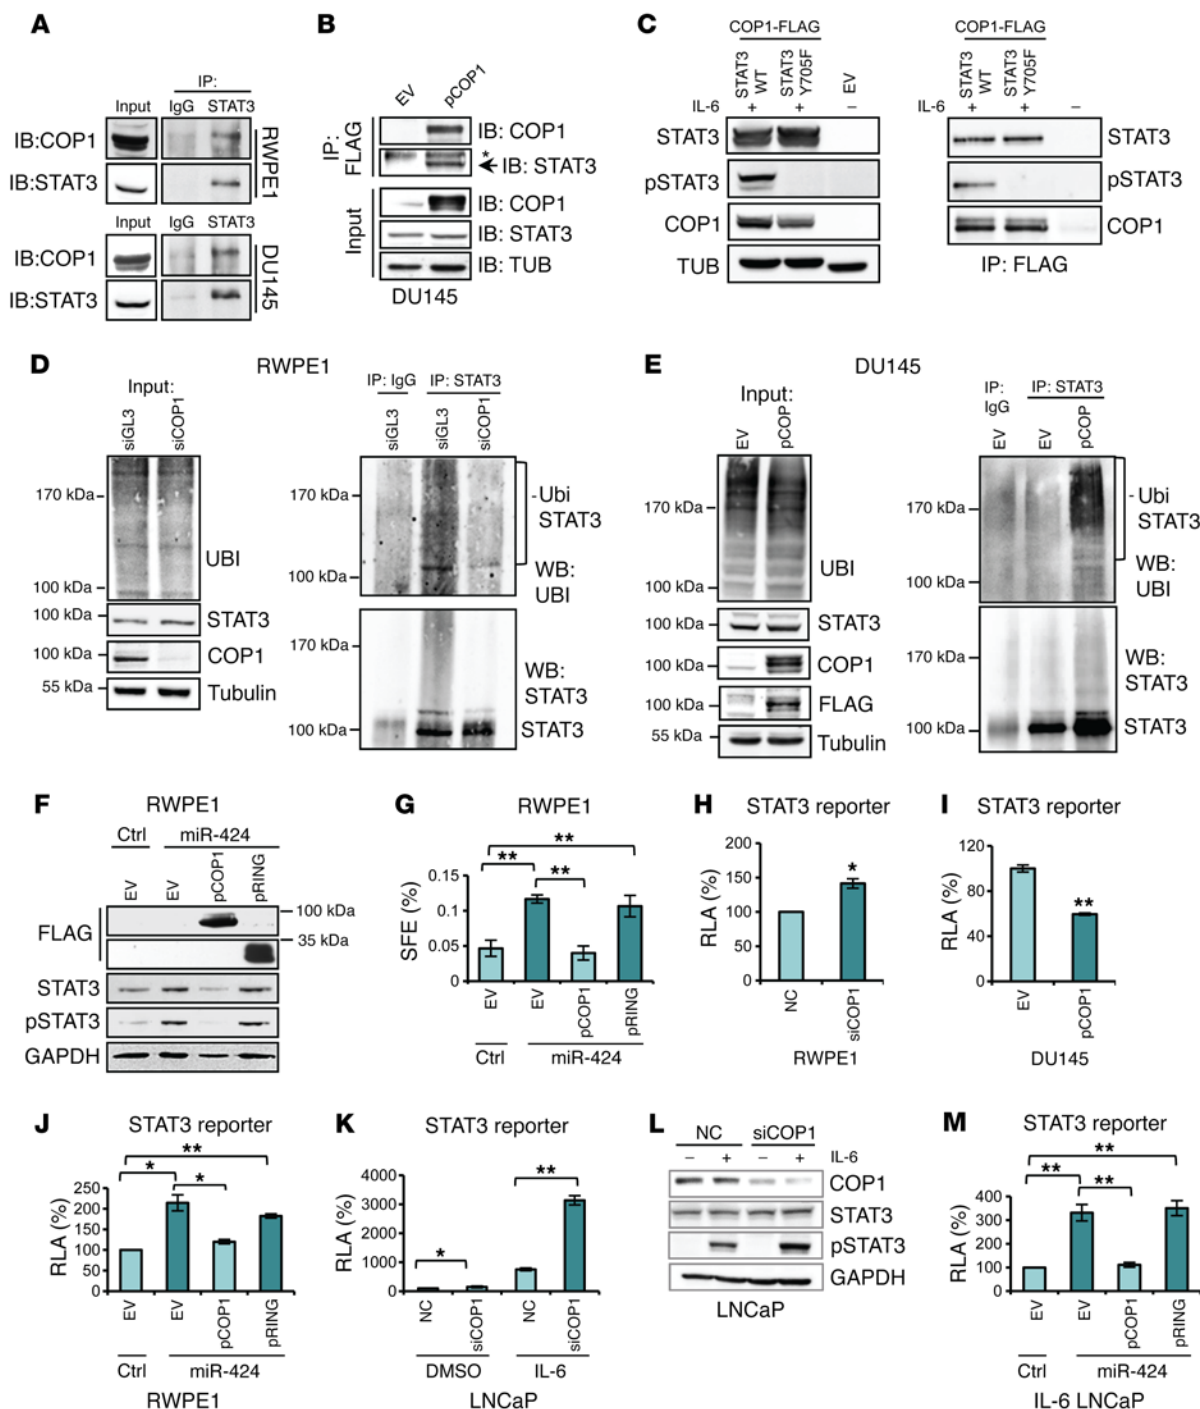 A
IP:
Input IgG STAT3
IB:COP1
IB:STAT3
RWPE1
Input IgG STAT3
IB:COP1
IB:STAT3
DU145
B
EV pCOP1
IP: FLAG
IB: COP1
*
IB: STAT3
Input
IB: COP1
IB: STAT3
IB: TUB
DU145
C
COP1-FLAG
STAT3 WT
STAT3 Y705F
EV
IL-6 + + −
STAT3
pSTAT3
COP1
TUB
COP1-FLAG
STAT3 WT
STAT3 Y705F
IL-6 + + −
STAT3
pSTAT3
COP1
IP: FLAG
D
RWPE1
Input:
siGL3 siCOP1
170 kDa
100 kDa
UBI
100 kDa
STAT3
100 kDa
COP1
55 kDa
Tubulin
IP: IgG IP: STAT3
siGL3 siGL3 siCOP1
170 kDa
100 kDa
-Ubi
STAT3
WB:
UBI
170 kDa
100 kDa
WB:
STAT3
STAT3
E
DU145
Input:
EV pCOP
170 kDa
100 kDa
UBI
100 kDa
STAT3
100 kDa
COP1
100 kDa
FLAG
55 kDa
Tubulin
IP:
IgG
IP: STAT3
EV EV pCOP
170 kDa
100 kDa
-Ubi
STAT3
WB:
UBI
170 kDa
100 kDa
WB:
STAT3
STAT3
F
RWPE1
Ctrl miR-424
EV EV pCOP1 pRING
FLAG
100 kDa
35 kDa
STAT3
pSTAT3
GAPDH
G
RWPE1
**
** **
SFE (%)
0.15
0.1
0.05
0
EV EV pCOP1 pRING
Ctrl miR-424
H
STAT3 reporter
*
RLA (%)
200
150
100
50
0
NC siCOP1
RWPE1
I
STAT3 reporter
**
RLA (%)
120
80
40
0
EV pCOP1
DU145
J
STAT3 reporter
**
* *
RLA (%)
250
200
150
100
50
0
EV EV pCOP1 pRING
Ctrl miR-424
RWPE1
K
STAT3 reporter
**
*
RLA (%)
4000
3000
2000
1000
0
NC siCOP1 NC siCOP1
DMSO IL-6
LNCaP
L
NC siCOP1
− + − + IL-6
COP1
STAT3
pSTAT3
GAPDH
LNCaP
M
STAT3 reporter
**
** **
RLA (%)
400
300
200
100
0
EV EV pCOP1 pRING
Ctrl miR-424
IL-6 LNCaP